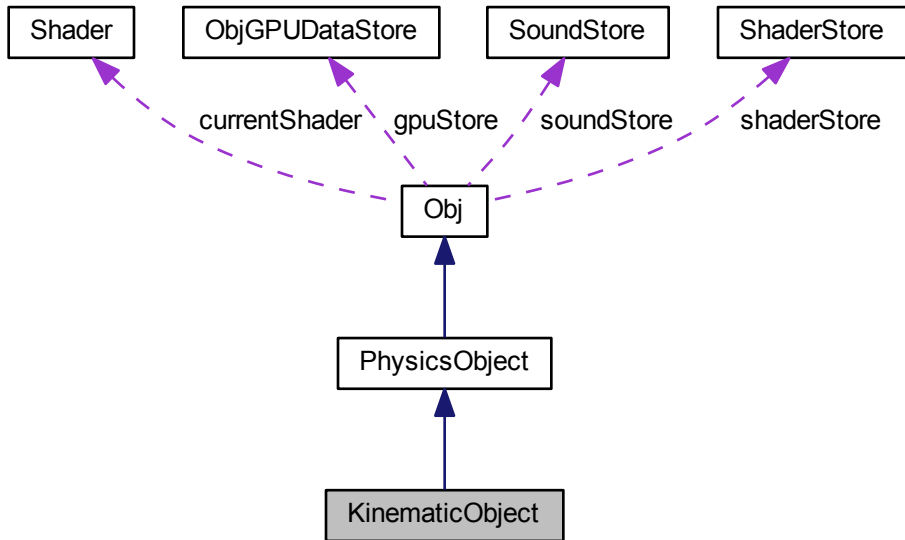 Shader
ObjGPUDataStore
SoundStore
ShaderStore
currentShader
gpuStore
soundStore
shaderStore
Obj
PhysicsObject
KinematicObject